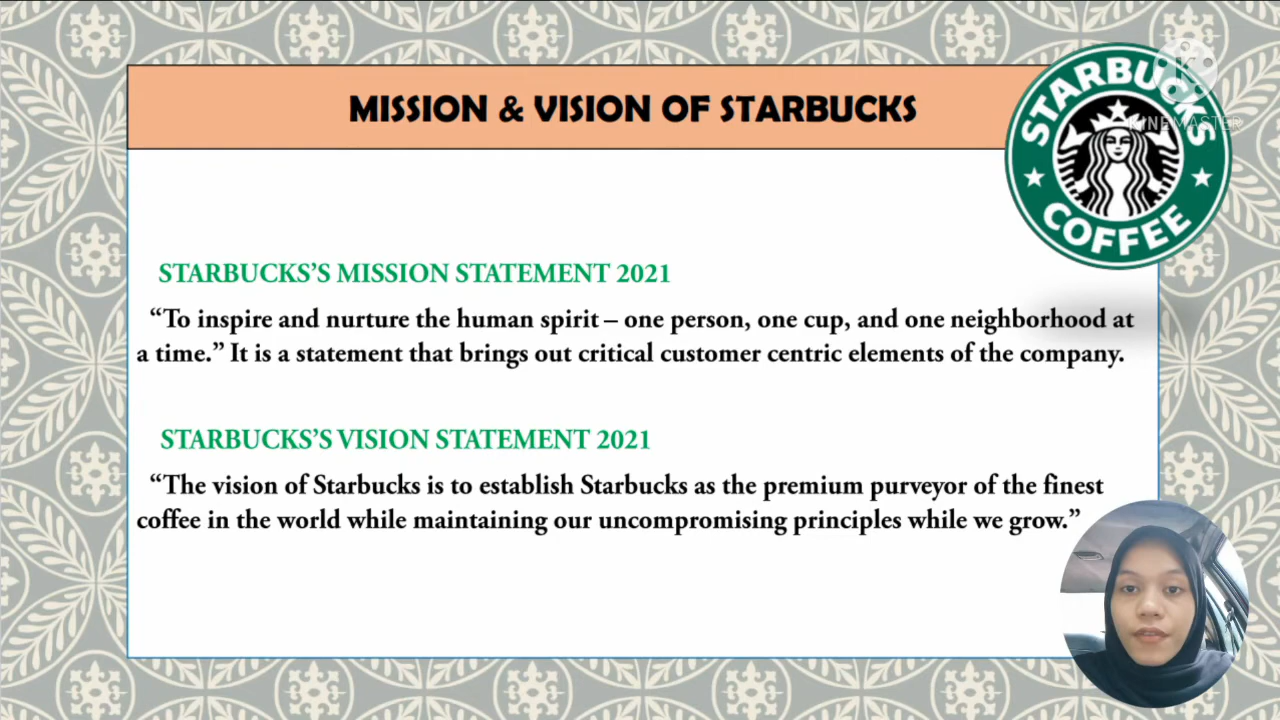 MISSION & VISION OF STARBUCKS
STARBUCKS
COFFEE
KINEMASTER
STARBUCKS’S MISSION STATEMENT 2021
“To inspire and nurture the human spirit – one person, one cup, and one neighborhood at
a time.” It is a statement that brings out critical customer centric elements of the company.
STARBUCKS’S VISION STATEMENT 2021
“The vision of Starbucks is to establish Starbucks as the premium purveyor of the finest
coffee in the world while maintaining our uncompromising principles while we grow.”